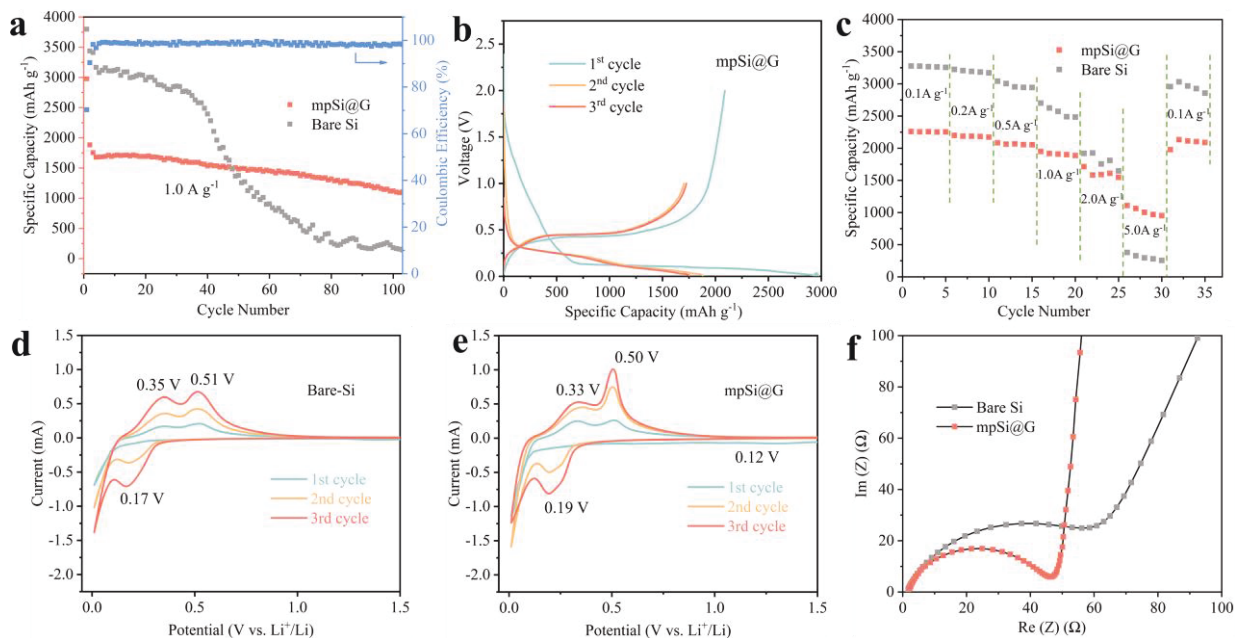 a
4000
3500
3000
2500
2000
1500
1000
500
0
Specific Capacity (mAh g⁻¹)
mpSi@G
Bare Si
1.0 A g⁻¹
100
80
60
40
20
0
Coulombic Efficiency (%)
0 20 40 60 80 100
Cycle Number
b
2.5
2.0
1.5
1.0
0.5
0.0
Voltage (V)
mpSi@G
1ˢᵗ cycle
2ⁿᵈ cycle
3ʳᵈ cycle
0 500 1000 1500 2000 2500 3000
Specific Capacity (mAh g⁻¹)
c
4000
3500
3000
2500
2000
1500
1000
500
0
Specific Capacity (mAh g⁻¹)
mpSi@G
Bare Si
0.1A g⁻¹
0.2A g⁻¹
0.5A g⁻¹
1.0A g⁻¹
2.0A g⁻¹
5.0A g⁻¹
0.1A g⁻¹
0 5 10 15 20 25 30 35
Cycle Number
d
1.5
1.0
0.5
0.0
-0.5
-1.0
-1.5
-2.0
Current (mA)
Bare-Si
0.35 V
0.51 V
0.17 V
1st cycle
2nd cycle
3rd cycle
0.0 0.5 1.0 1.5
Potential (V vs. Li⁺/Li)
e
1.5
1.0
0.5
0.0
-0.5
-1.0
-1.5
-2.0
Current (mA)
mpSi@G
0.50 V
0.33 V
0.12 V
0.19 V
1st cycle
2nd cycle
3rd cycle
0.0 0.5 1.0 1.5
Potential (V vs. Li⁺/Li)
f
100
80
60
40
20
0
Im (Z) (Ω)
Bare Si
mpSi@G
0 20 40 60 80 100
Re (Z) (Ω)